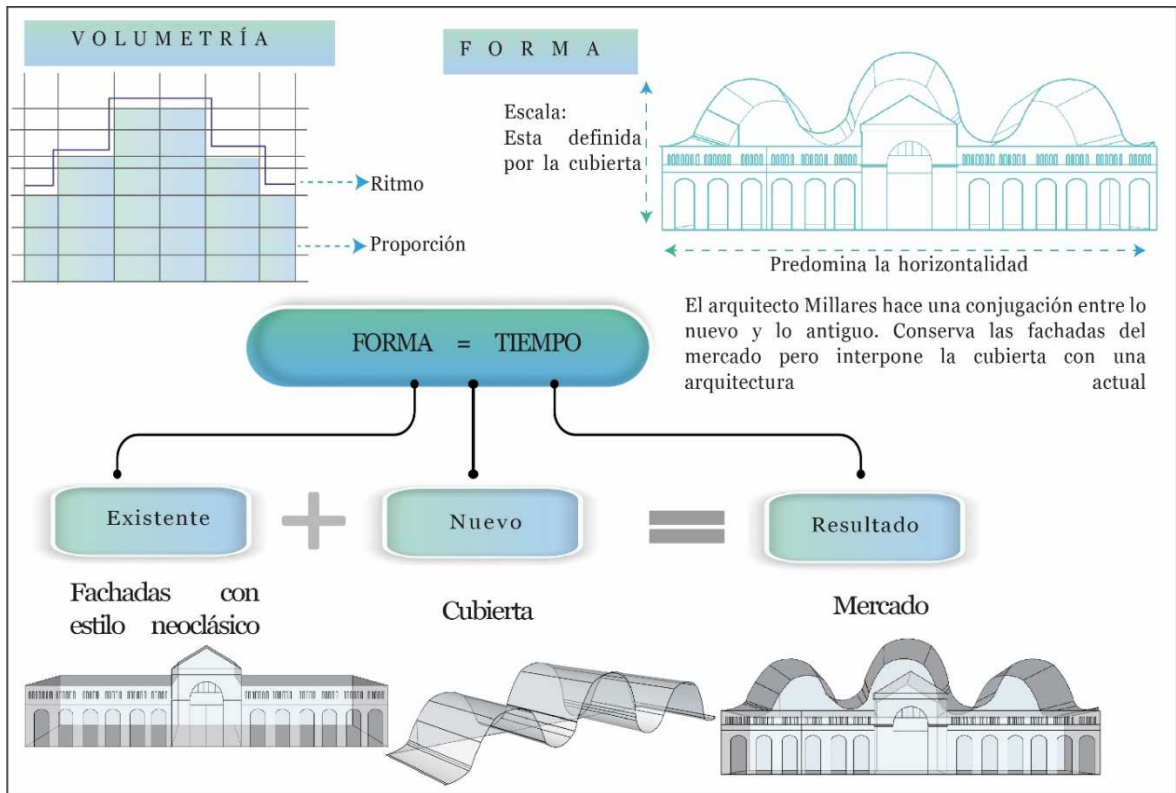 VOLUMETRÍA
FORMA
Escala:
Esta definida
por la cubierta
Ritmo
Proporción
Predomina la horizontalidad
El arquitecto Millares hace una conjugación entre lo
nuevo y lo antiguo. Conserva las fachadas del
mercado pero interpone la cubierta con una
arquitectura actual
FORMA = TIEMPO
Existente
Nuevo
Resultado
Fachadas con
estilo neoclásico
Cubierta
Mercado